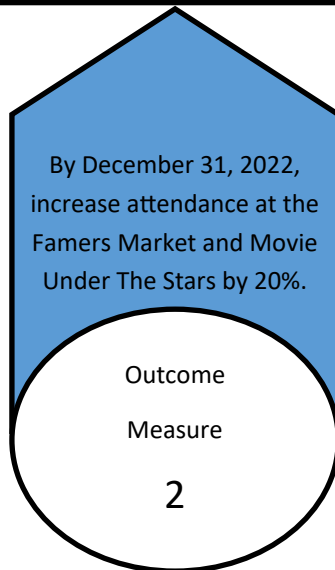 By December 31, 2022,
increase attendance at the
Famers Market and Movie
Under The Stars by 20%.
Outcome
Measure
2